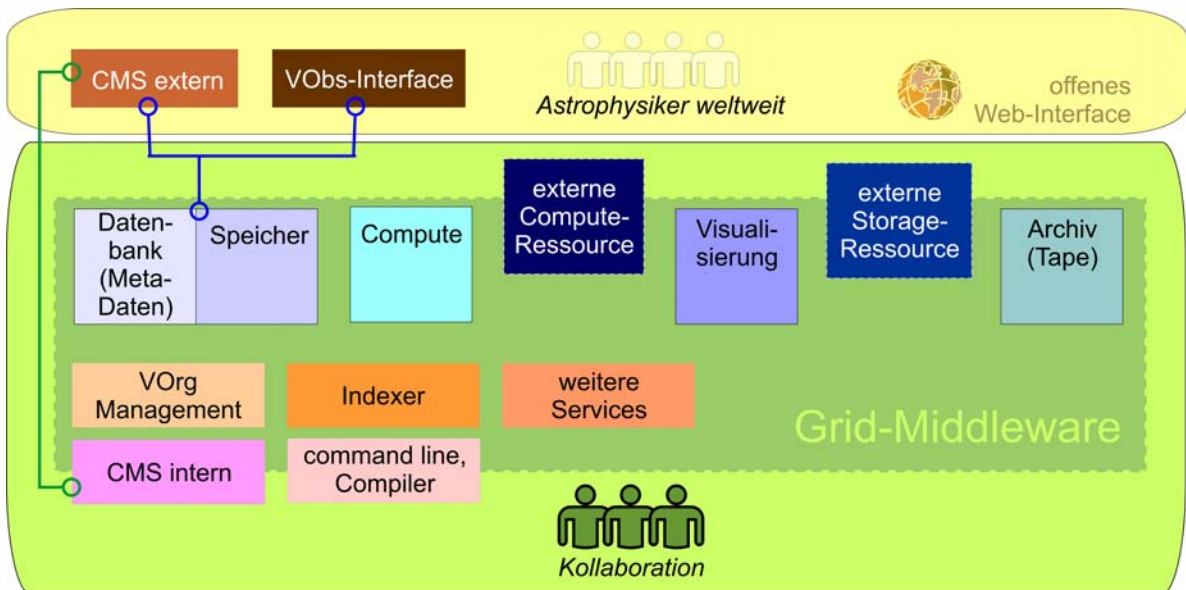 CMS extern
VObs-Interface
Astrophysiker weltweit
offenes
Web-Interface
Daten-
bank
(Meta-
Daten)
Speicher
Compute
externe
Compute-
Ressource
Visuali-
sierung
externe
Storage-
Ressource
Archiv
(Tape)
VOrg
Management
Indexer
weitere
Services
Grid-Middleware
CMS intern
command line,
Compiler
Kollaboration